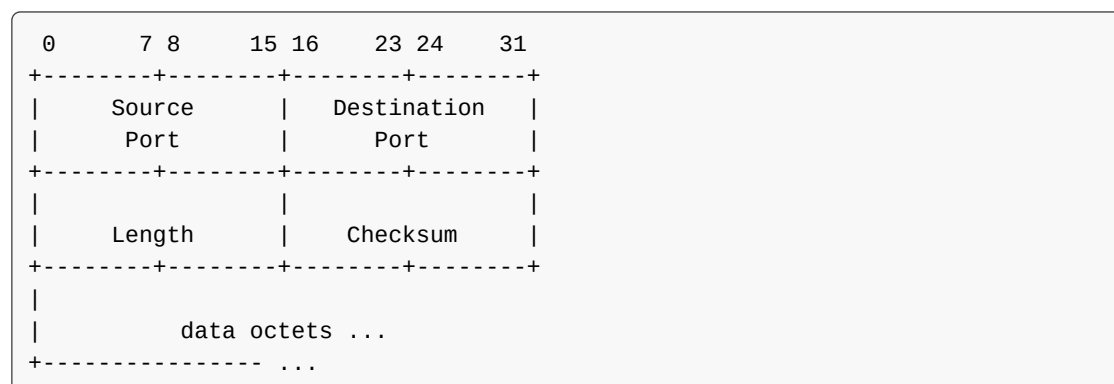 0      7 8     15 16    23 24    31
+--------+--------+--------+--------+
|     Source      |   Destination   |
|      Port       |      Port       |
+--------+--------+--------+--------+
|                 |                 |
|     Length      |    Checksum     |
+--------+--------+--------+--------+
|
|          data octets ...
+---------------- ...